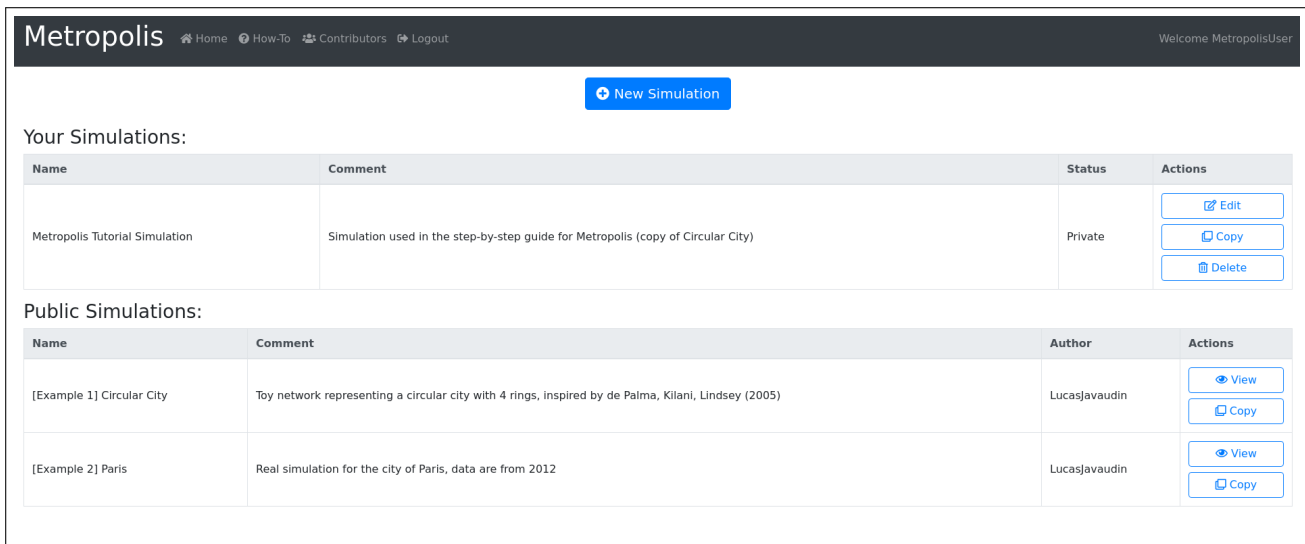 Metropolis Home How-To Contributors Logout Welcome MetropolisUser
New Simulation
Your Simulations:
Name Comment Status Actions
Metropolis Tutorial Simulation Simulation used in the step-by-step guide for Metropolis (copy of Circular City) Private Edit
Copy
Delete
Public Simulations:
Name Comment Author Actions
[Example 1] Circular City Toy network representing a circular city with 4 rings, inspired by de Palma, Kilani, Lindsey (2005) LucasJavaudin View
Copy
[Example 2] Paris Real simulation for the city of Paris, data are from 2012 LucasJavaudin View
Copy